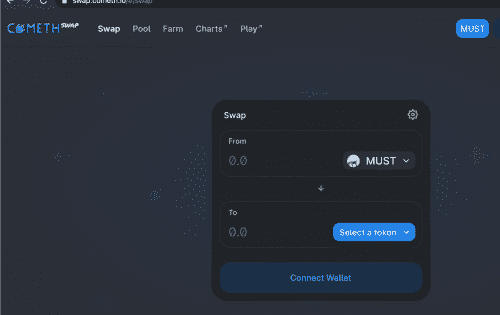 swap.cometh.io/#/swap
COMETH SWAP Swap Pool Farm Charts↗ Play↗ MUST
Swap
From
0.0 MUST
To
0.0 Select a token
Connect Wallet